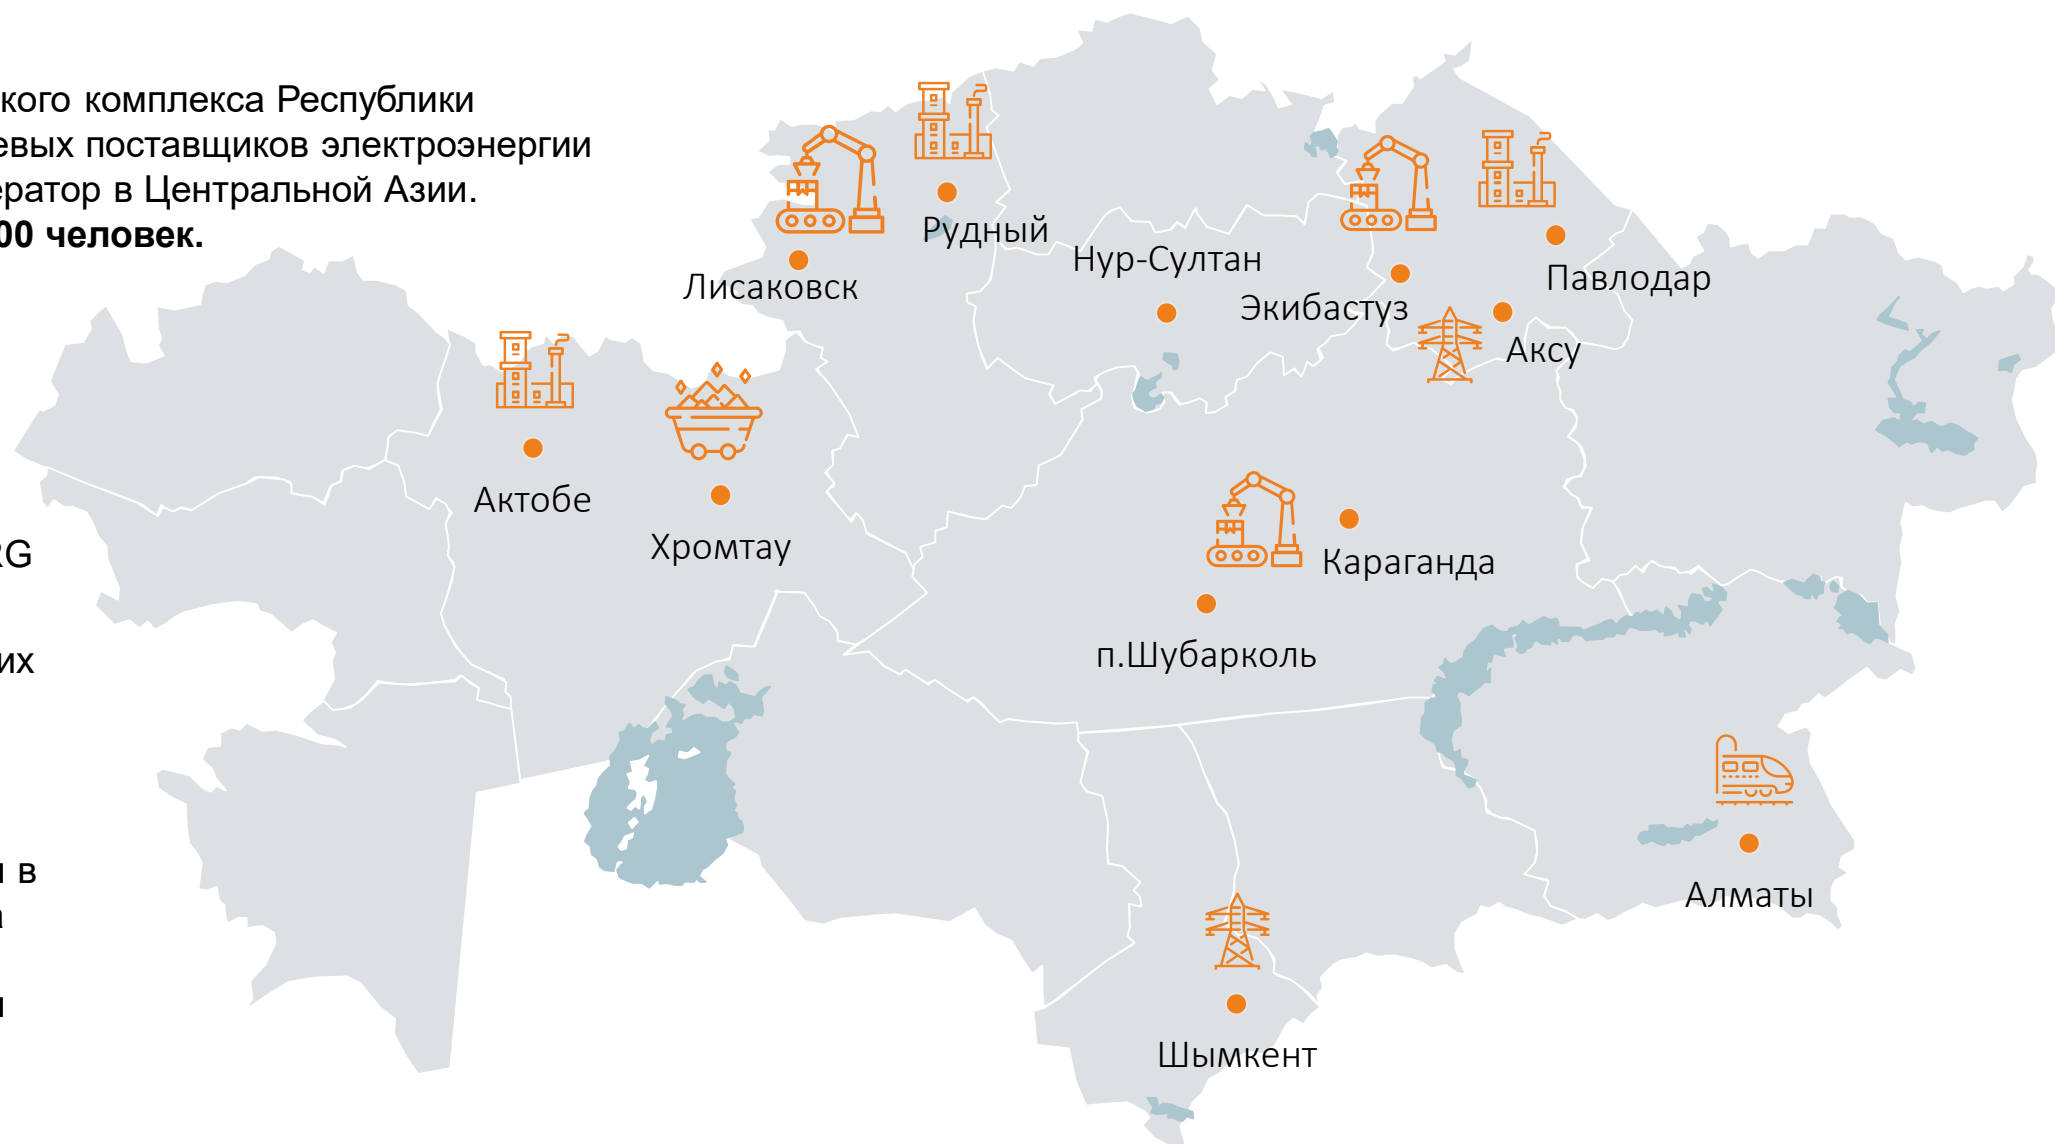 кого комплекса Республики
евых поставщиков электроэнергии
ератор в Центральной Азии.
00 человек.
Рудный
Лисаковск
Нур-Султан
Экибастуз
Павлодар
Аксу
Актобе
Хромтау
Караганда
п.Шубарколь
RG
их
в
Алматы
Шымкент